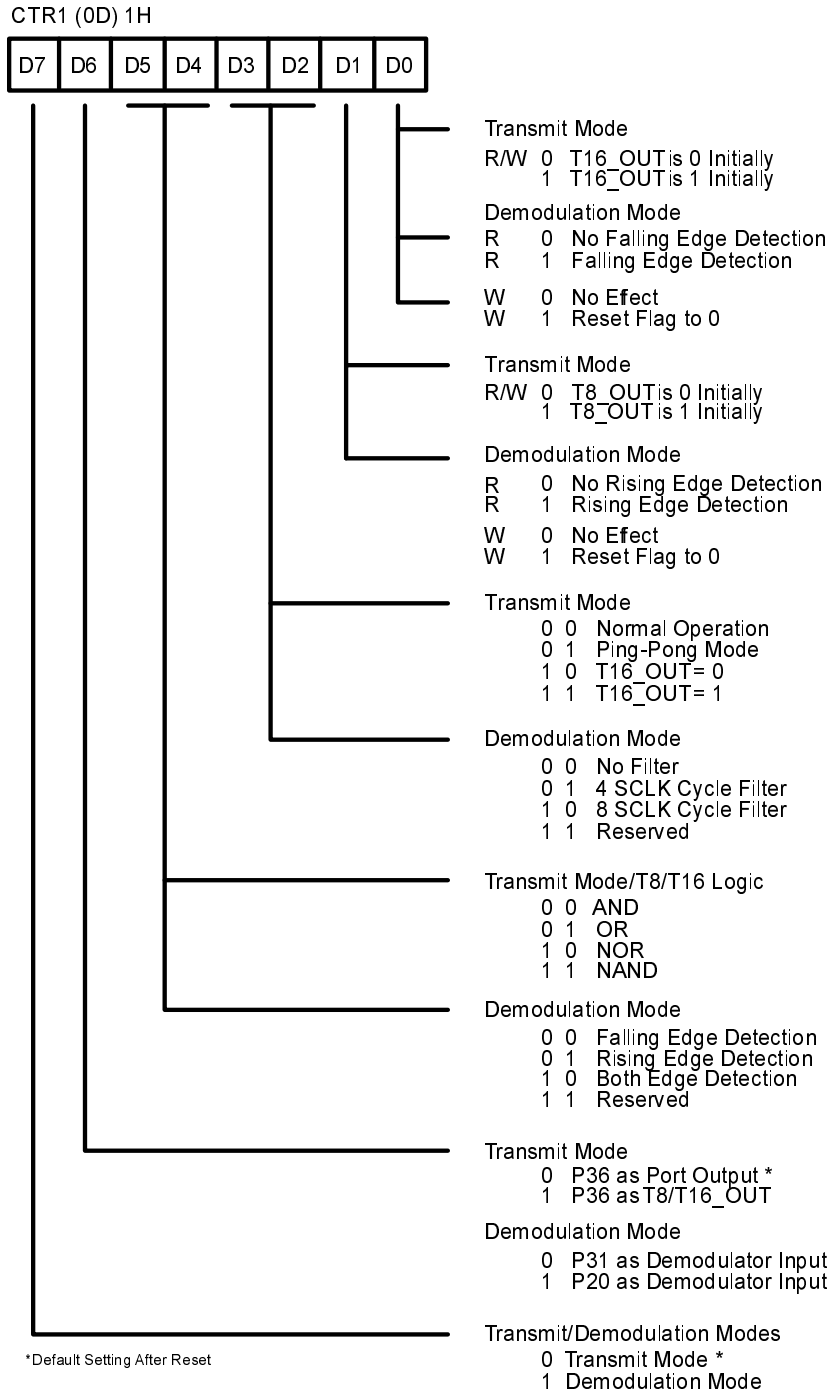 CTR1 (0D) 1H
D7 D6 D5 D4 D3 D2 D1 D0
Transmit Mode
R/W 0 T16_OUT is 0 Initially
1 T16_OUT is 1 Initially
Demodulation Mode
R 0 No Falling Edge Detection
R 1 Falling Edge Detection
W 0 No Effect
W 1 Reset Flag to 0
Transmit Mode
R/W 0 T8_OUT is 0 Initially
1 T8_OUT is 1 Initially
Demodulation Mode
R 0 No Rising Edge Detection
R 1 Rising Edge Detection
W 0 No Effect
W 1 Reset Flag to 0
Transmit Mode
0 0 Normal Operation
0 1 Ping-Pong Mode
1 0 T16_OUT = 0
1 1 T16_OUT = 1
Demodulation Mode
0 0 No Filter
0 1 4 SCLK Cycle Filter
1 0 8 SCLK Cycle Filter
1 1 Reserved
Transmit Mode/T8/T16 Logic
0 0 AND
0 1 OR
1 0 NOR
1 1 NAND
Demodulation Mode
0 0 Falling Edge Detection
0 1 Rising Edge Detection
1 0 Both Edge Detection
1 1 Reserved
Transmit Mode
0 P36 as Port Output *
1 P36 as T8/T16_OUT
Demodulation Mode
0 P31 as Demodulator Input
1 P20 as Demodulator Input
Transmit/Demodulation Modes
0 Transmit Mode *
1 Demodulation Mode
*Default Setting After Reset